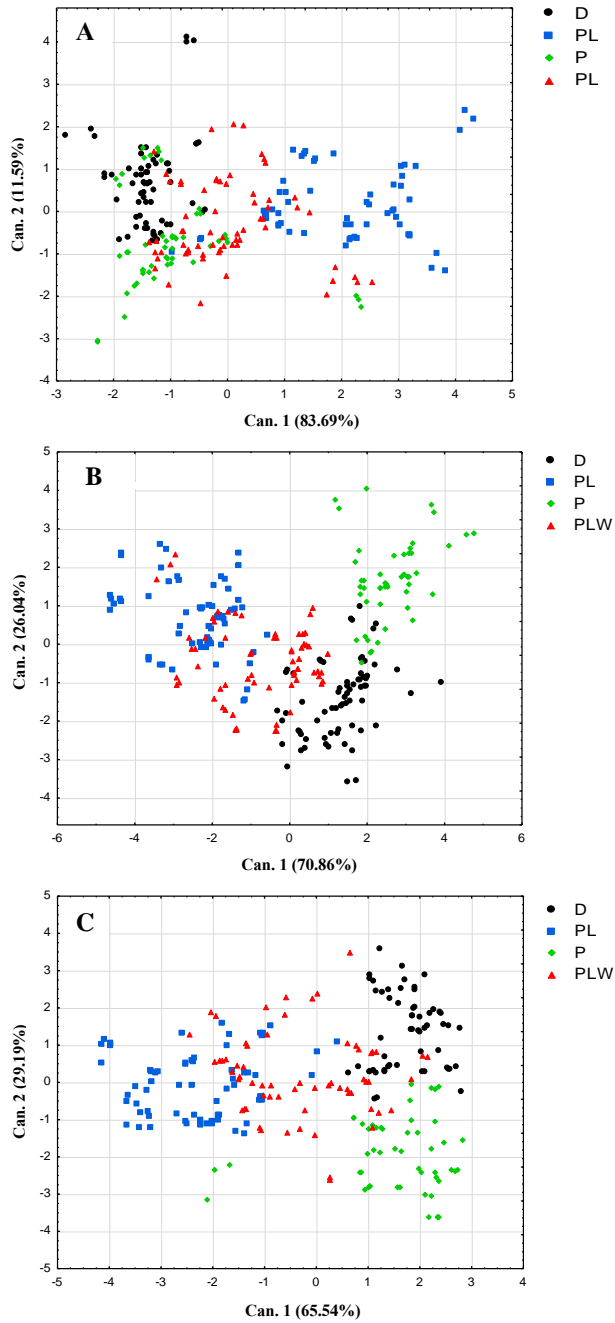 A
D
PL
P
PL
Can. 2 (11.59%)
4
3
2
1
0
-1
-2
-3
-4
-3 -2 -1 0 1 2 3 4 5
Can. 1 (83.69%)
B
D
PL
P
PLW
Can. 2 (26.04%)
5
4
3
2
1
0
-1
-2
-3
-4
-6 -4 -2 0 2 4 6
Can. 1 (70.86%)
C
D
PL
P
PLW
Can. 2 (29.19%)
5
4
3
2
1
0
-1
-2
-3
-4
-5
-5 -4 -3 -2 -1 0 1 2 3 4
Can. 1 (65.54%)